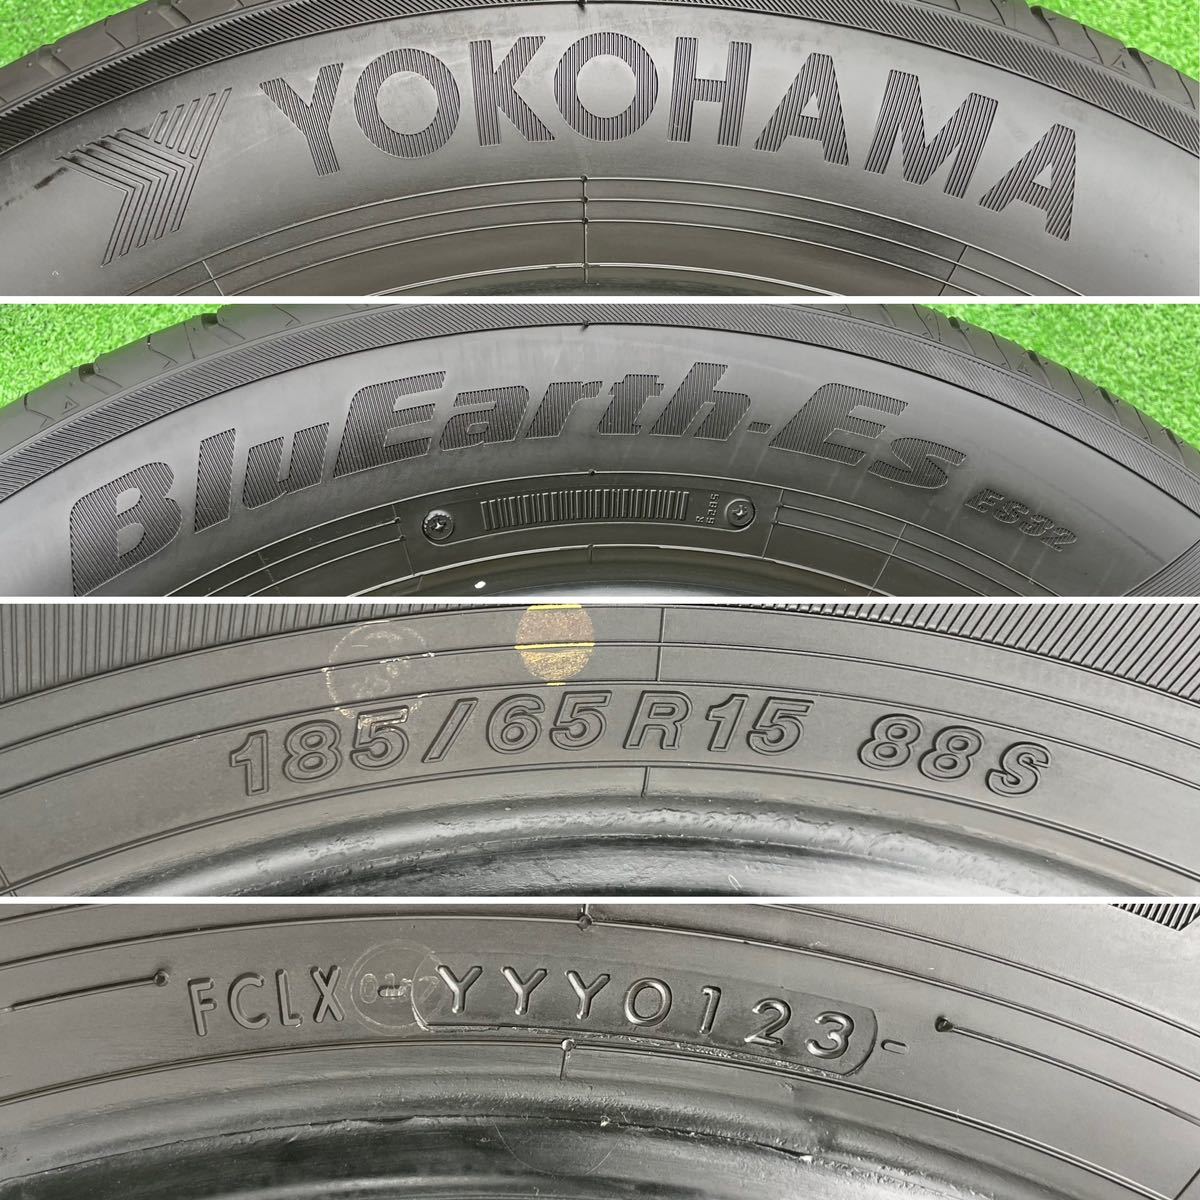 YOKOHAMA
BluEarth-Es ES32
185/65R15 88S
FCLX YYY0123